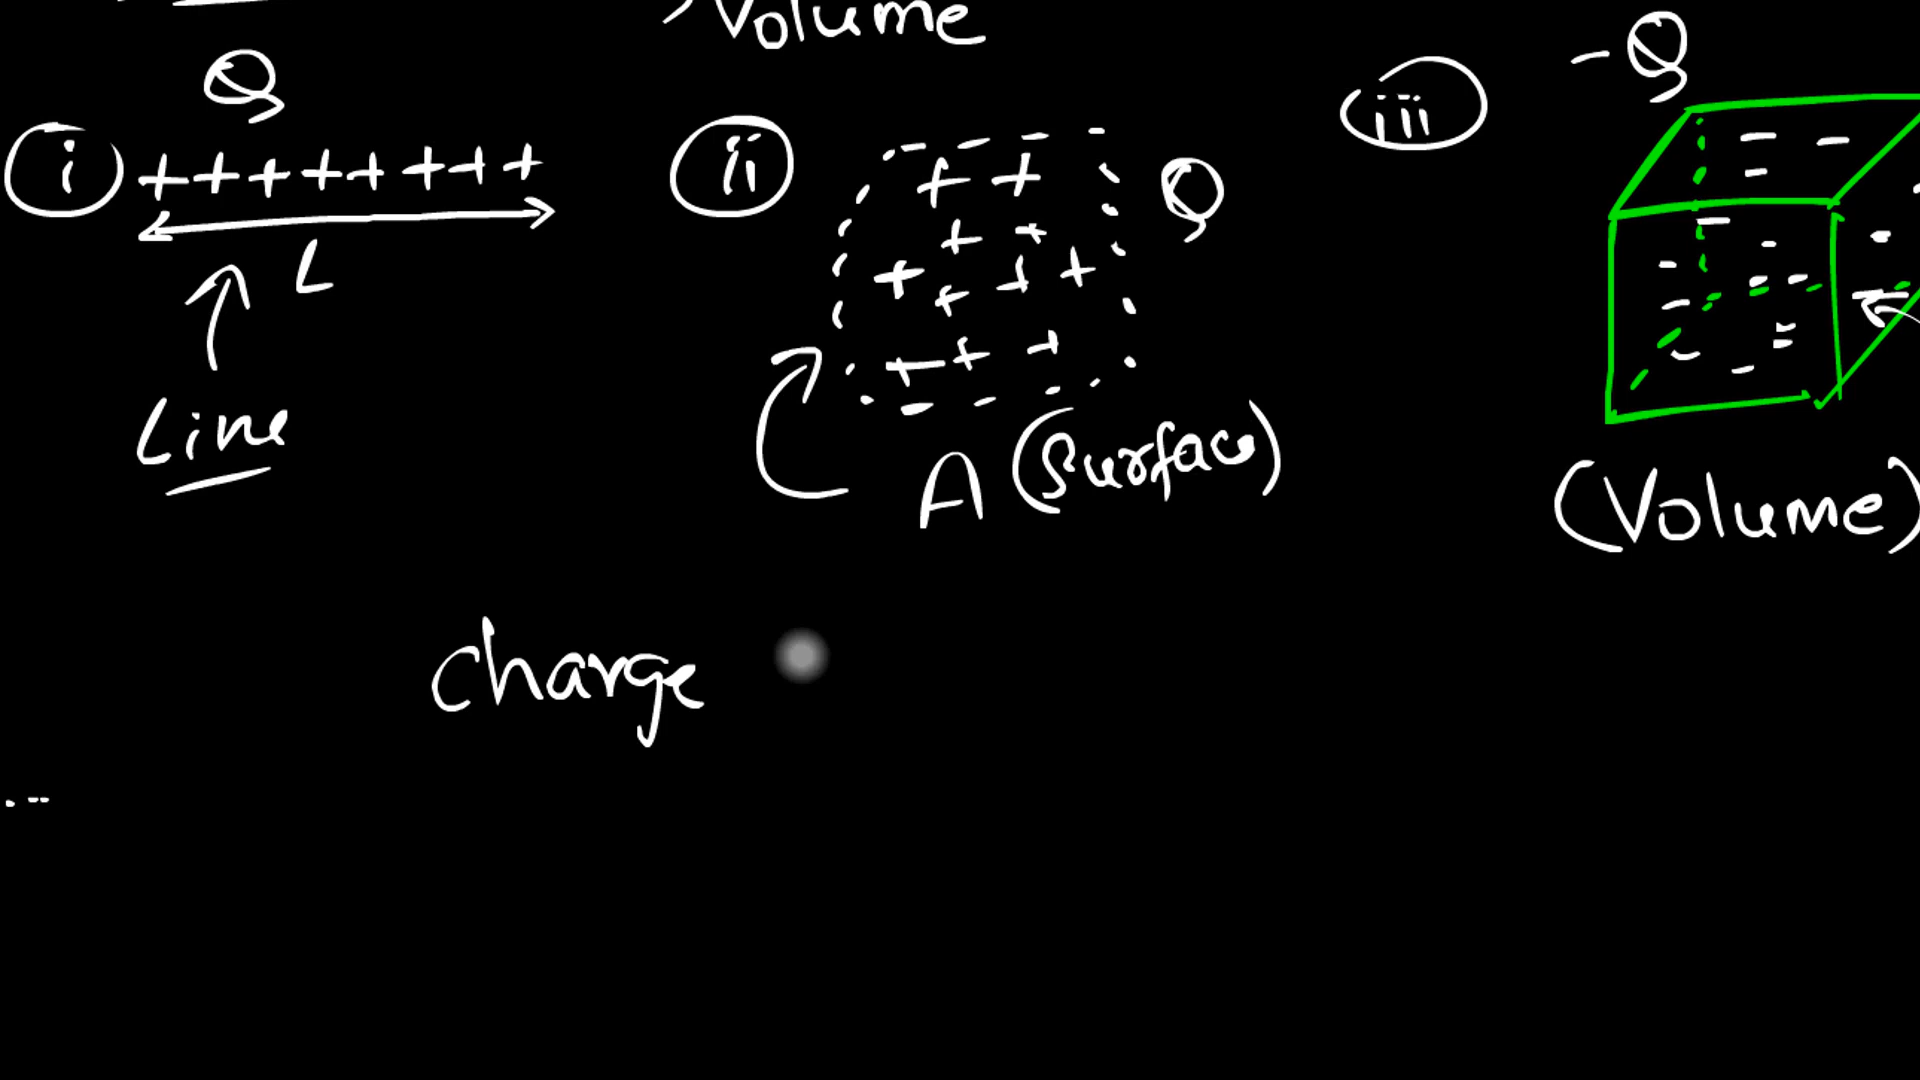 Volume
Q
-Q
i
+ + + + + + + +
ii
Q
iii
L
Line
A (Surface)
(Volume)
charge